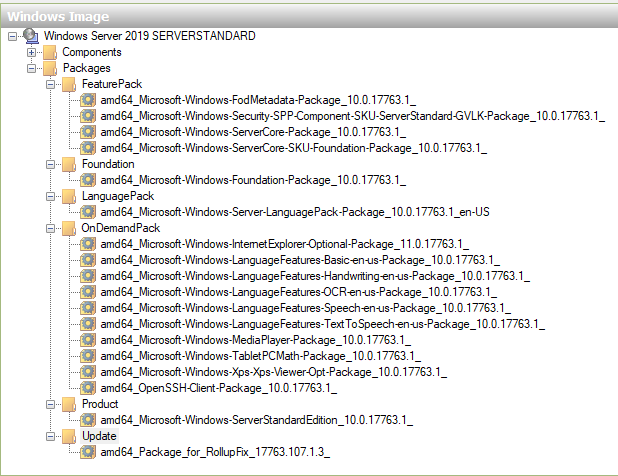 Windows Image
Windows Server 2019 SERVERSTANDARD
Components
Packages
FeaturePack
amd64_Microsoft-Windows-FodMetadata-Package_10.0.17763.1_
amd64_Microsoft-Windows-Security-SPP-Component-SKU-ServerStandard-GVLK-Package_10.0.17763.1_
amd64_Microsoft-Windows-ServerCore-Package_10.0.17763.1_
amd64_Microsoft-Windows-ServerCore-SKU-Foundation-Package_10.0.17763.1_
Foundation
amd64_Microsoft-Windows-Foundation-Package_10.0.17763.1_
LanguagePack
amd64_Microsoft-Windows-Server-LanguagePack-Package_10.0.17763.1_en-US
OnDemandPack
amd64_Microsoft-Windows-InternetExplorer-Optional-Package_11.0.17763.1_
amd64_Microsoft-Windows-LanguageFeatures-Basic-en-us-Package_10.0.17763.1_
amd64_Microsoft-Windows-LanguageFeatures-Handwriting-en-us-Package_10.0.17763.1_
amd64_Microsoft-Windows-LanguageFeatures-OCR-en-us-Package_10.0.17763.1_
amd64_Microsoft-Windows-LanguageFeatures-Speech-en-us-Package_10.0.17763.1_
amd64_Microsoft-Windows-LanguageFeatures-TextToSpeech-en-us-Package_10.0.17763.1_
amd64_Microsoft-Windows-MediaPlayer-Package_10.0.17763.1_
amd64_Microsoft-Windows-TabletPCMath-Package_10.0.17763.1_
amd64_Microsoft-Windows-Xps-Xps-Viewer-Opt-Package_10.0.17763.1_
amd64_OpenSSH-Client-Package_10.0.17763.1_
Product
amd64_Microsoft-Windows-ServerStandardEdition_10.0.17763.1_
Update
amd64_Package_for_RollupFix_17763.107.1.3_